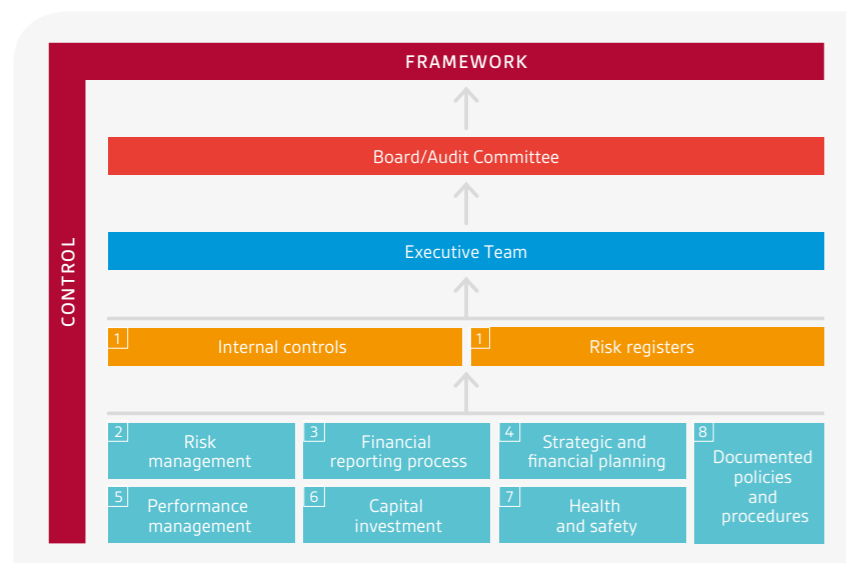 FRAMEWORK
CONTROL
Board/Audit Committee
Executive Team
1
Internal controls
1
Risk registers
2
Risk
management
3
Financial
reporting process
4
Strategic and
financial planning
8
Documented
policies
and
procedures
5
Performance
management
6
Capital
investment
7
Health
and safety